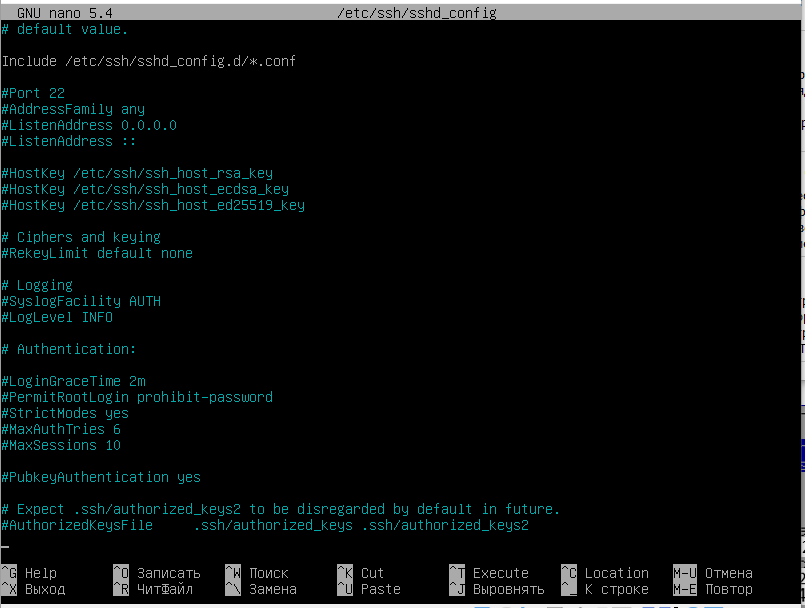 GNU nano 5.4 /etc/ssh/sshd_config
# default value.
Include /etc/ssh/sshd_config.d/*.conf
#Port 22
#AddressFamily any
#ListenAddress 0.0.0.0
#ListenAddress ::
#HostKey /etc/ssh/ssh_host_rsa_key
#HostKey /etc/ssh/ssh_host_ecdsa_key
#HostKey /etc/ssh/ssh_host_ed25519_key
# Ciphers and keying
#RekeyLimit default none
# Logging
#SyslogFacility AUTH
#LogLevel INFO
# Authentication:
#LoginGraceTime 2m
#PermitRootLogin prohibit-password
#StrictModes yes
#MaxAuthTries 6
#MaxSessions 10
#PubkeyAuthentication yes
# Expect .ssh/authorized_keys2 to be disregarded by default in future.
#AuthorizedKeysFile .ssh/authorized_keys .ssh/authorized_keys2
^G Help ^O Записать ^W Поиск ^K Cut ^T Execute ^C Location M-U Отмена
^X Выход ^R ЧитФайл ^\ Замена ^U Paste ^J Выровнять ^_ К строке M-E Повтор